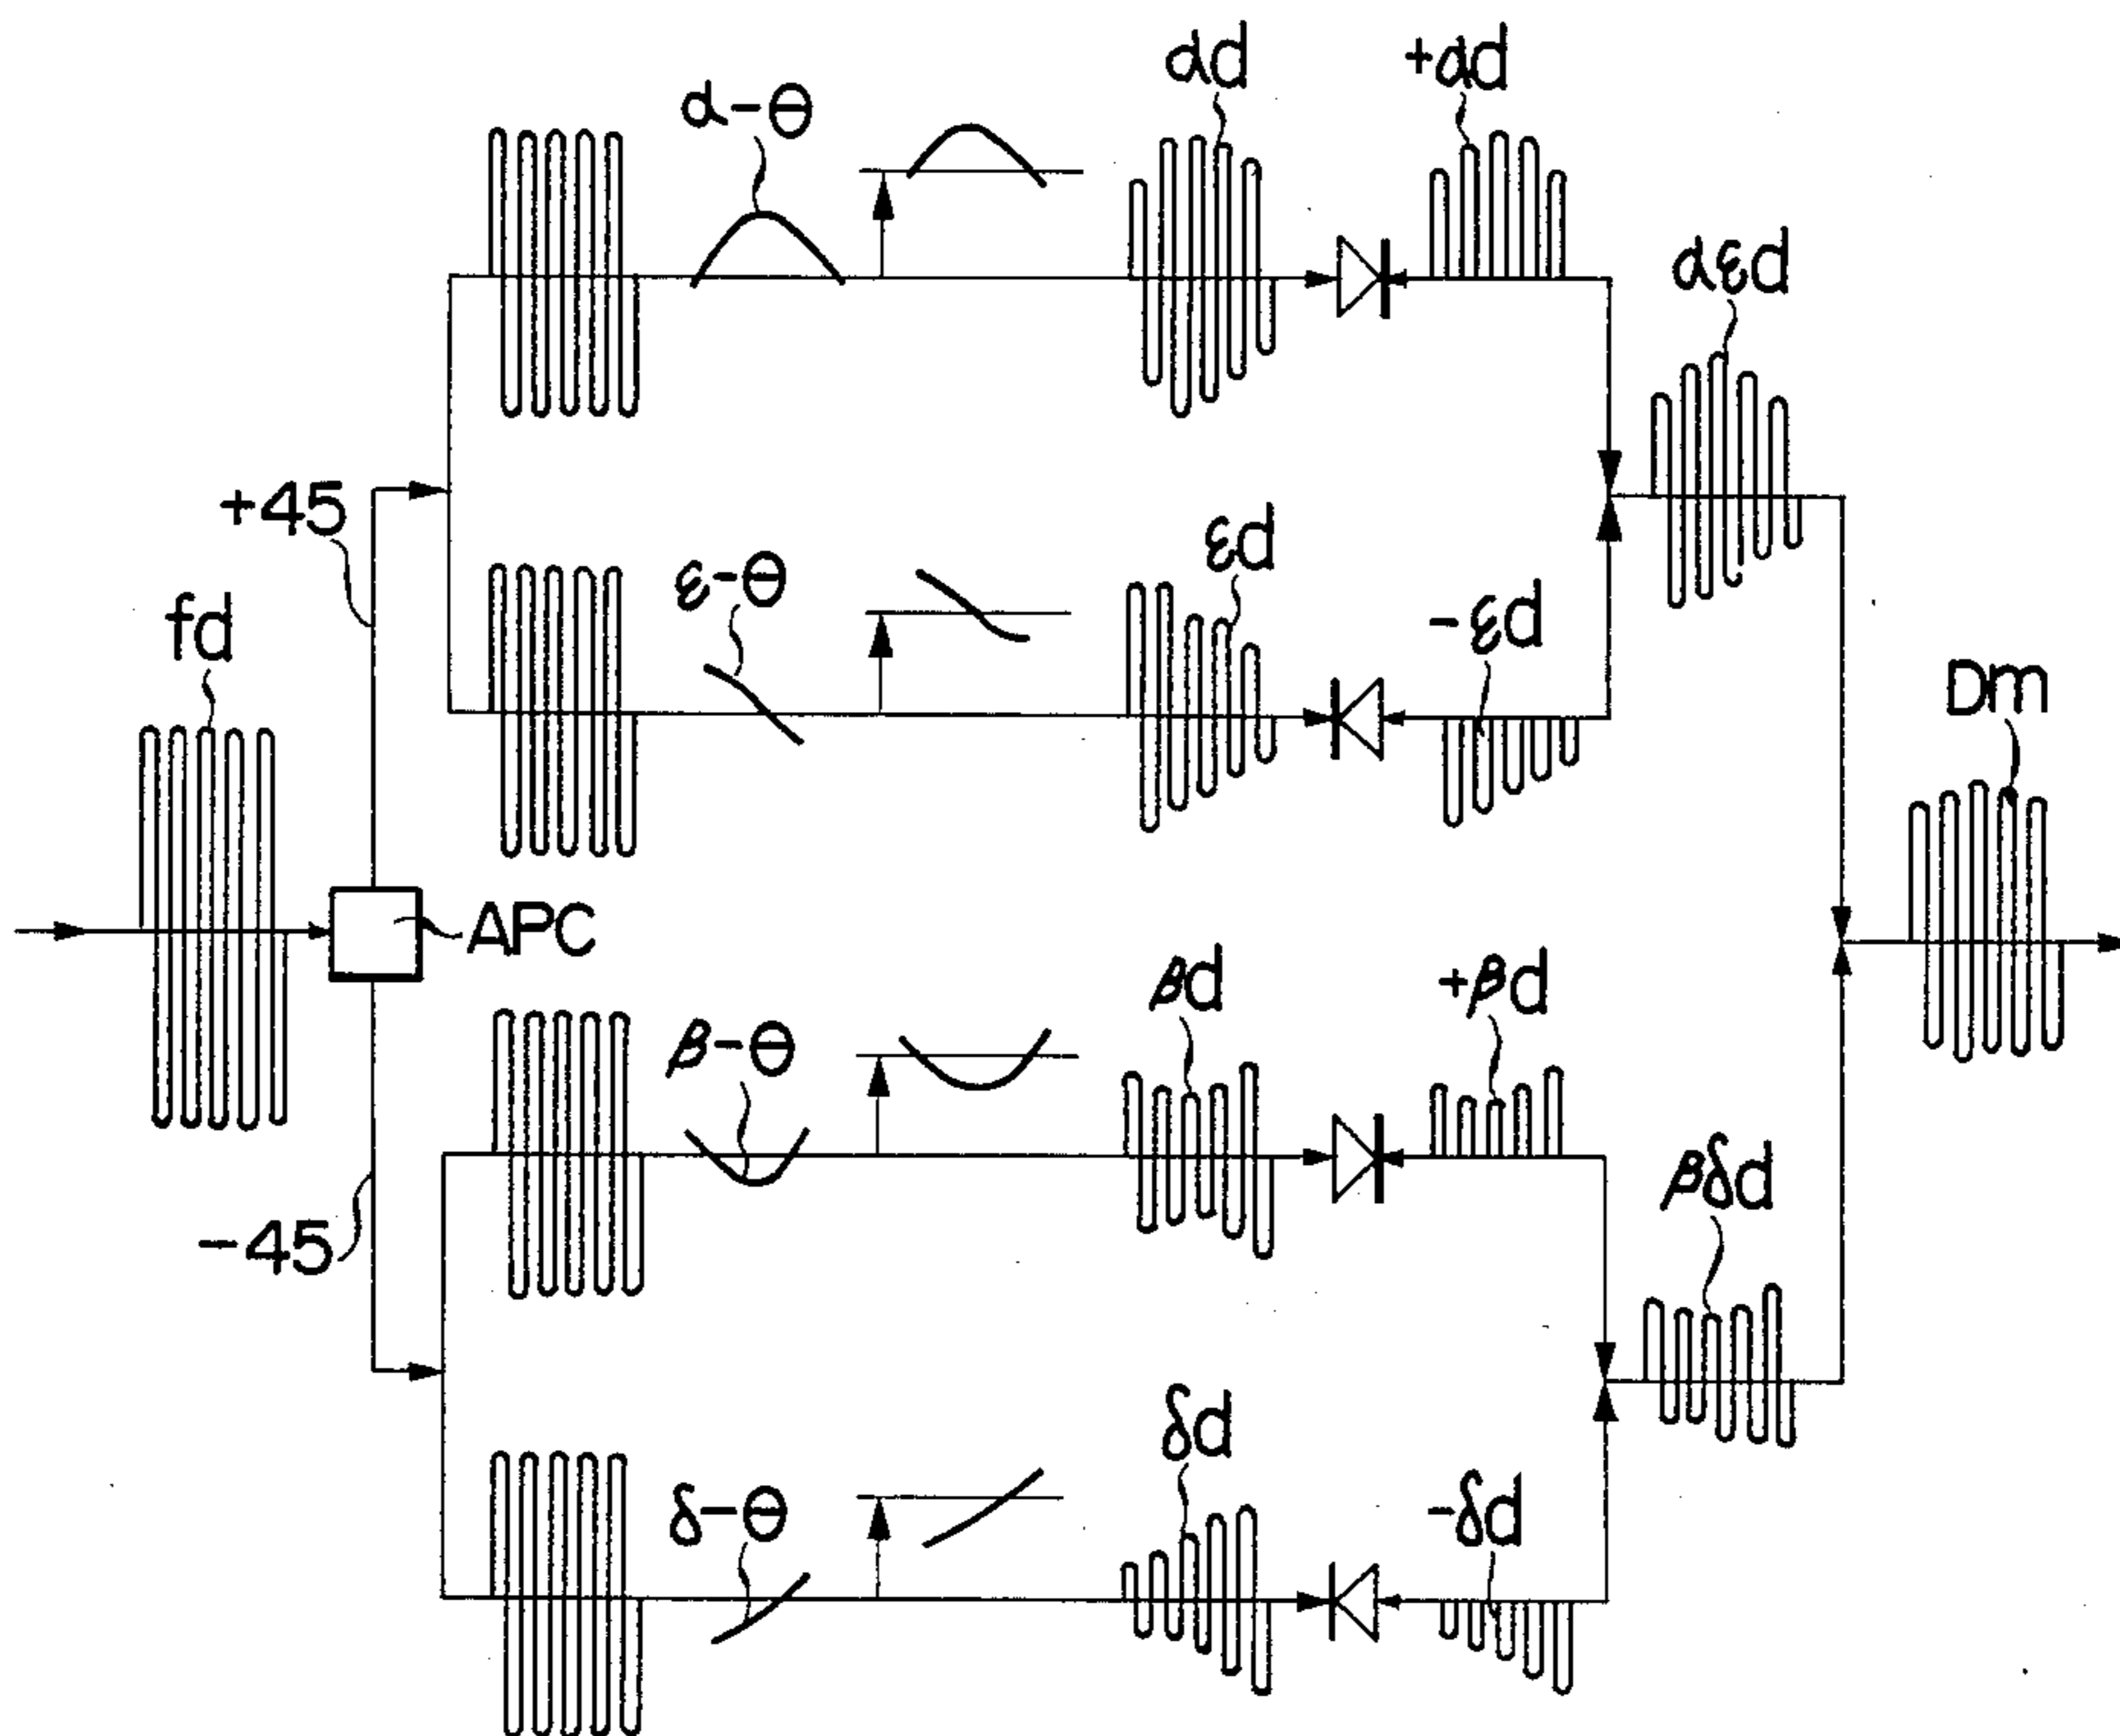 αd
+αd
α-θ
αεd
+45
εd
ε-θ
-εd
fd
Dm
APC
βd
+βd
β-θ
βδd
-45
δd
δ-θ
-δd